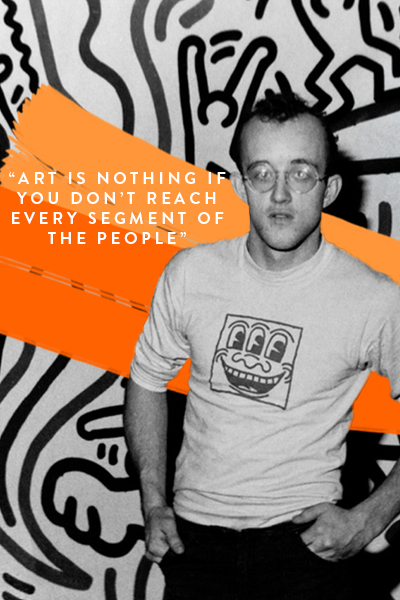 “ART IS NOTHING IF
YOU DON’T REACH
EVERY SEGMENT OF
THE PEOPLE”